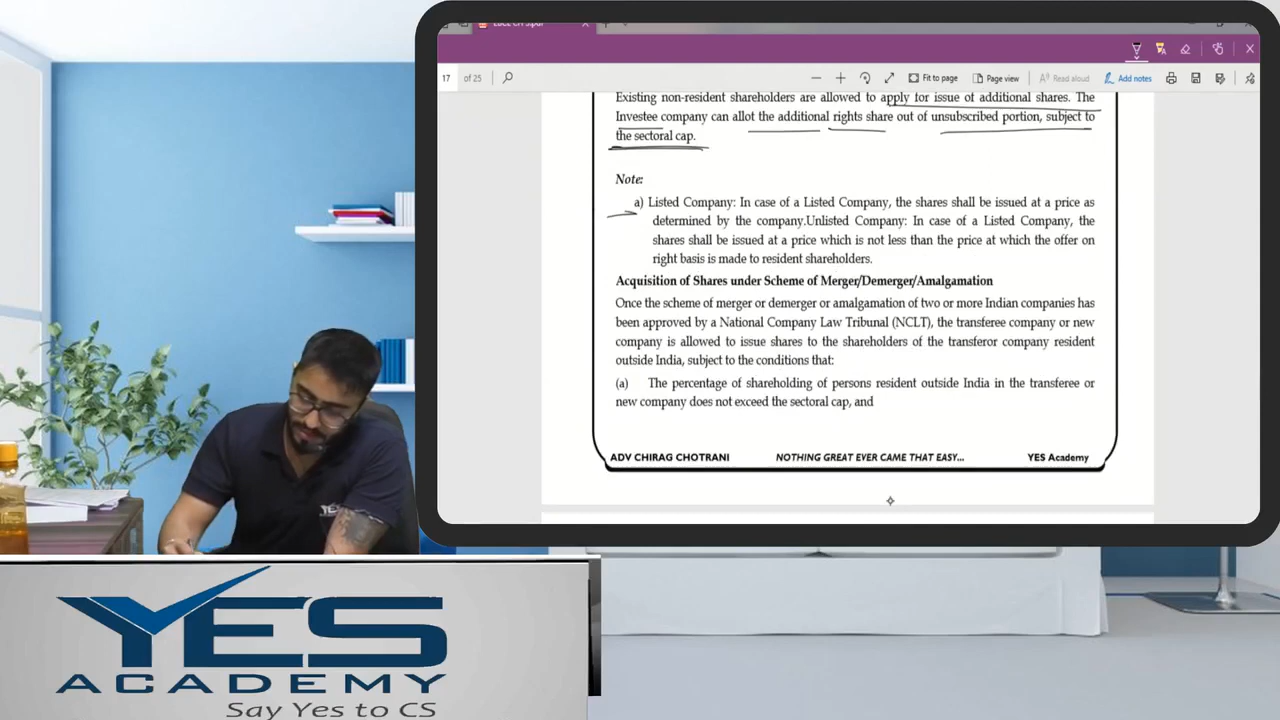 17 of 25
Fit to page
Page view
Read aloud
Add notes
Existing non-resident shareholders are allowed to apply for issue of additional shares. The
Investee company can allot the additional rights share out of unsubscribed portion, subject to
the sectoral cap.
Note:
a) Listed Company: In case of a Listed Company, the shares shall be issued at a price as
determined by the company.Unlisted Company: In case of a Listed Company, the
shares shall be issued at a price which is not less than the price at which the offer on
right basis is made to resident shareholders.
Acquisition of Shares under Scheme of Merger/Demerger/Amalgamation
Once the scheme of merger or demerger or amalgamation of two or more Indian companies has
been approved by a National Company Law Tribunal (NCLT), the transferee company or new
company is allowed to issue shares to the shareholders of the transferor company resident
outside India, subject to the conditions that:
(a) The percentage of shareholding of persons resident outside India in the transferee or
new company does not exceed the sectoral cap, and
ADV CHIRAG CHOTRANI NOTHING GREAT EVER CAME THAT EASY... YES Academy
YES
YES
ACADEMY
Say Yes to CS